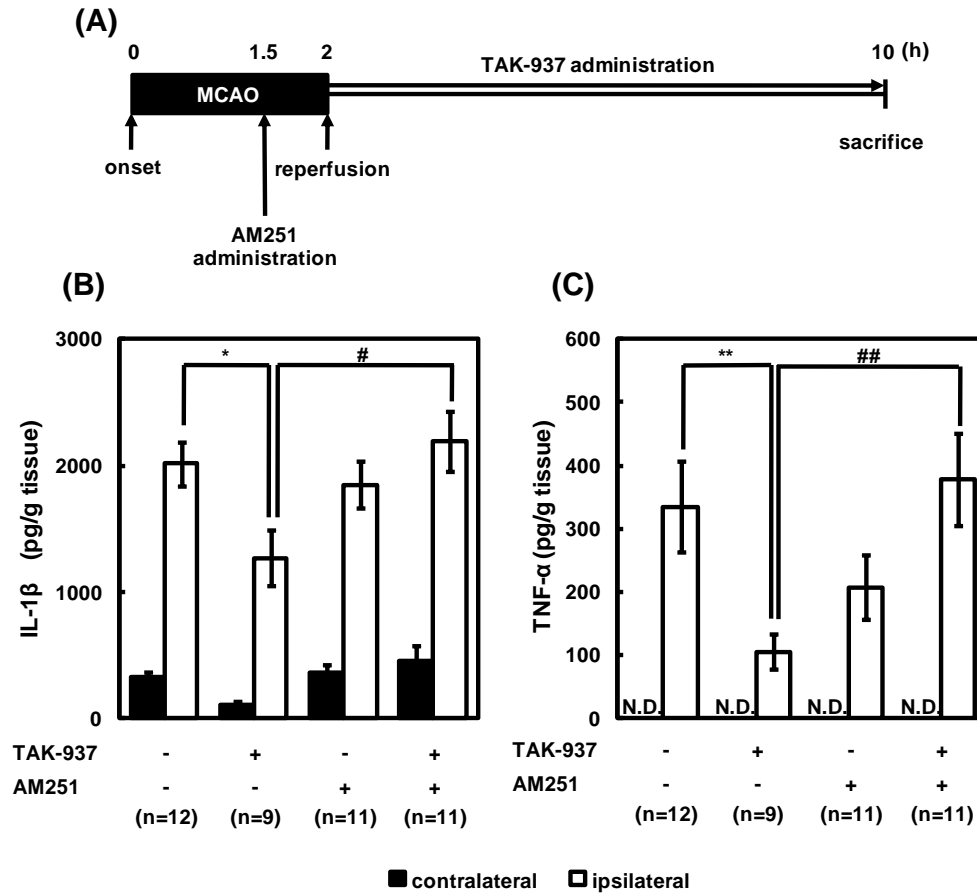 (A)
0 1.5 2 10 (h)
TAK-937 administration
MCAO
onset reperfusion sacrifice
AM251
administration
(B)
3000
2000
1000
0
IL-1β (pg/g tissue)
* #
TAK-937 - + - +
AM251 - - + +
(n=12) (n=9) (n=11) (n=11)
(C)
600
500
400
300
200
100
0
TNF-α (pg/g tissue)
** ##
N.D. N.D. N.D. N.D.
TAK-937 - + - +
AM251 - - + +
(n=12) (n=9) (n=11) (n=11)
contralateral ipsilateral